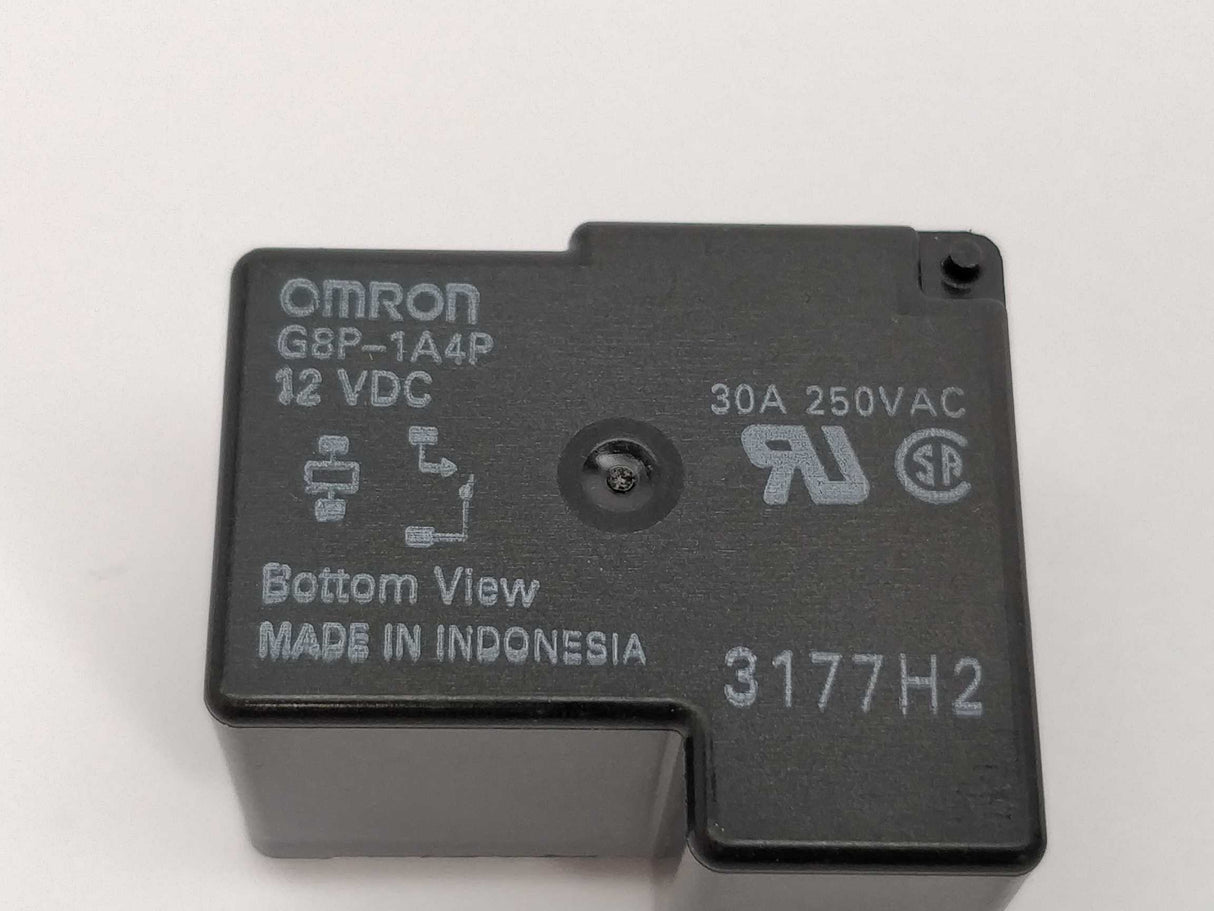 OMRON
G8P-1A4P
12 VDC
30A 250VAC
Bottom View
MADE IN INDONESIA
3177H2